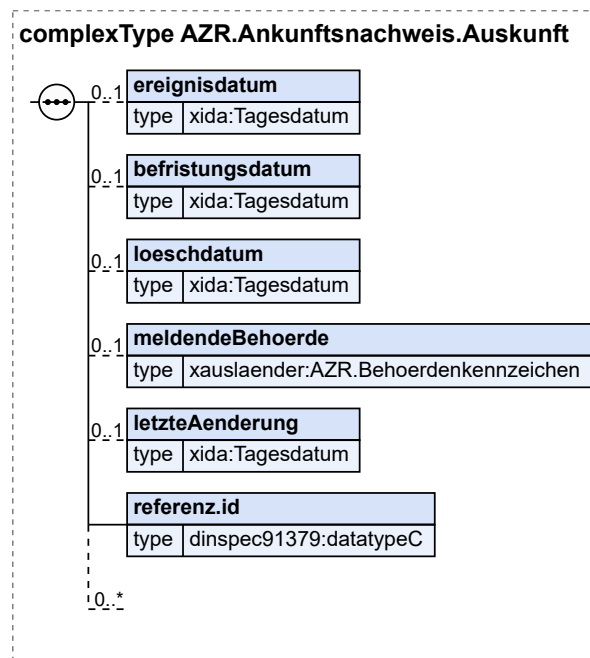 complexType AZR.Ankunftsnachweis.Auskunft
0..1 ereignisdatum
type xida:Tagesdatum
0..1 befristungsdatum
type xida:Tagesdatum
0..1 loeschdatum
type xida:Tagesdatum
0..1 meldendeBehoerde
type xauslaender:AZR.Behoerdenkennzeichen
0..1 letzteAenderung
type xida:Tagesdatum
referenz.id
type dinspec91379:datatypeC
0..*